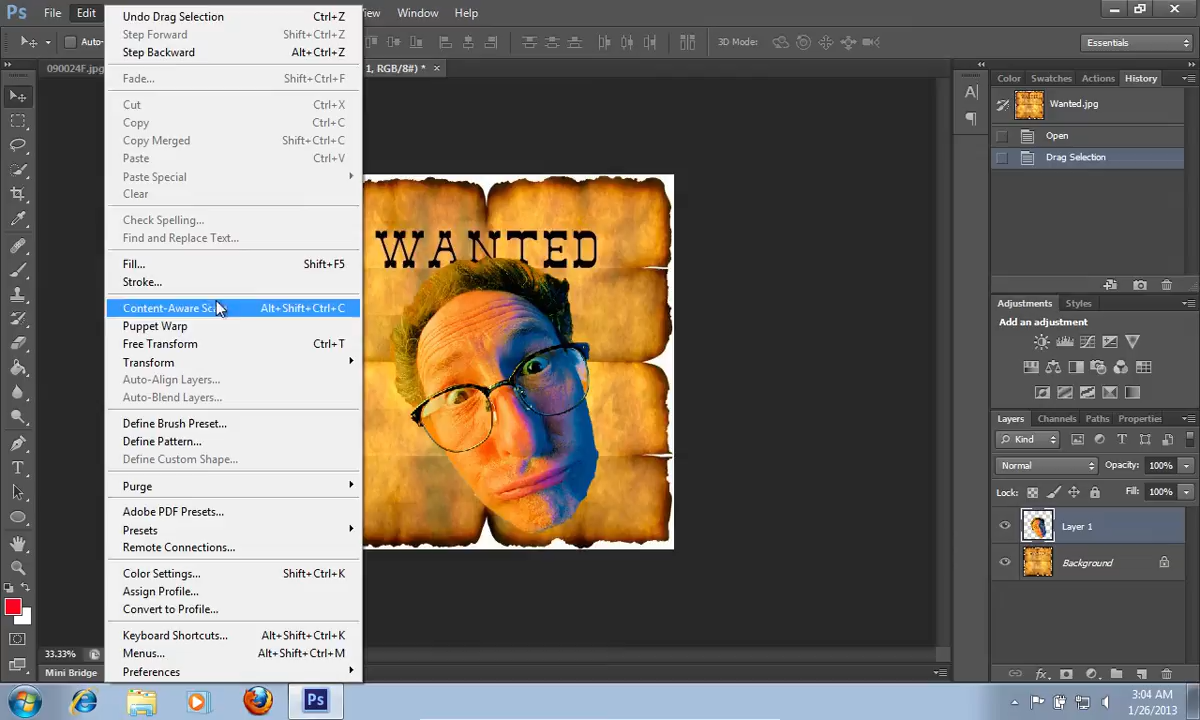 Ps File Edit View Window Help
Auto- 3D Mode: Essentials
090024F.jpg 1, RGB/8#) * ×
Undo Drag Selection Ctrl+Z
Step Forward Shift+Ctrl+Z
Step Backward Alt+Ctrl+Z
Fade... Shift+Ctrl+F
Cut Ctrl+X
Copy Ctrl+C
Copy Merged Shift+Ctrl+C
Paste Ctrl+V
Paste Special
Clear
Check Spelling...
Find and Replace Text...
Fill... Shift+F5
Stroke...
Content-Aware Sc Alt+Shift+Ctrl+C
Puppet Warp
Free Transform Ctrl+T
Transform
Auto-Align Layers...
Auto-Blend Layers...
Define Brush Preset...
Define Pattern...
Define Custom Shape...
Purge
Adobe PDF Presets...
Presets
Remote Connections...
Color Settings... Shift+Ctrl+K
Assign Profile...
Convert to Profile...
Keyboard Shortcuts... Alt+Shift+Ctrl+K
Menus... Alt+Shift+Ctrl+M
Preferences
WANTED
Color Swatches Actions History
Wanted.jpg
Open
Drag Selection
Adjustments Styles
Add an adjustment
Layers Channels Paths Properties
Kind
Normal Opacity: 100%
Lock: Fill: 100%
Layer 1
Background
33.33%
Mini Bridge
Ps
3:04 AM
1/26/2013